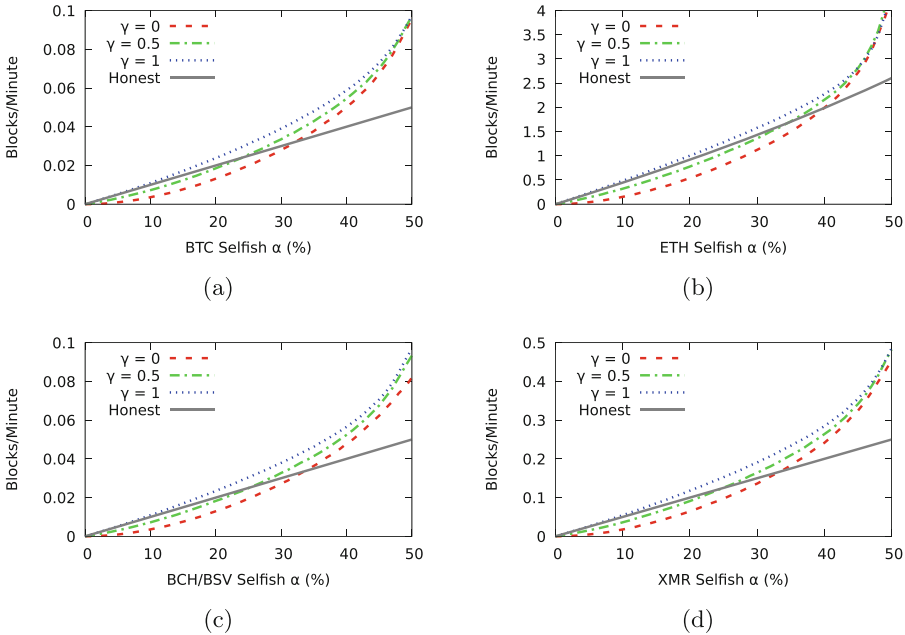 0.1
0.08
0.06
0.04
0.02
0
Blocks/Minute
γ = 0
γ = 0.5
γ = 1
Honest
0 10 20 30 40 50
BTC Selfish α (%)
(a)
4
3.5
3
2.5
2
1.5
1
0.5
0
Blocks/Minute
γ = 0
γ = 0.5
γ = 1
Honest
0 10 20 30 40 50
ETH Selfish α (%)
(b)
0.1
0.08
0.06
0.04
0.02
0
Blocks/Minute
γ = 0
γ = 0.5
γ = 1
Honest
0 10 20 30 40 50
BCH/BSV Selfish α (%)
(c)
0.5
0.4
0.3
0.2
0.1
0
Blocks/Minute
γ = 0
γ = 0.5
γ = 1
Honest
0 10 20 30 40 50
XMR Selfish α (%)
(d)